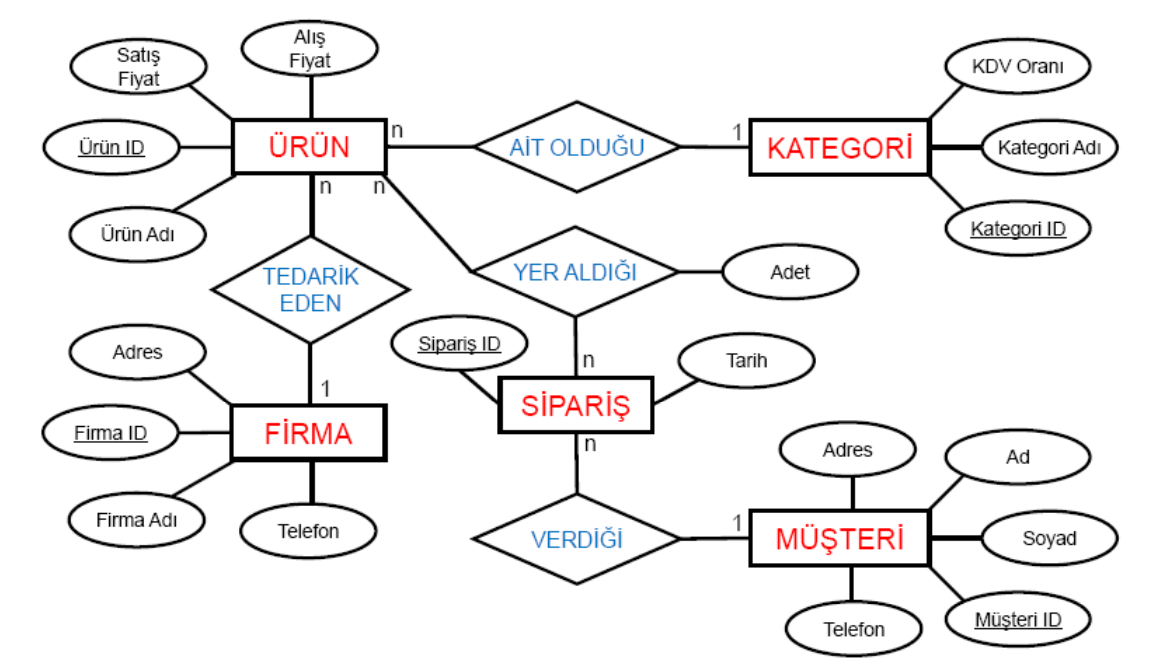 Satış
Fiyat
Alış
Fiyat
KDV Oranı
Ürün ID
ÜRÜN
n
AİT OLDUĞU
1
KATEGORİ
Kategori Adı
n
n
Ürün Adı
Kategori ID
TEDARİK
EDEN
YER ALDIĞI
Adet
Adres
Sipariş ID
n
Tarih
1
SİPARİŞ
Firma ID
FİRMA
n
Adres
Ad
Firma Adı
Telefon
VERDİĞİ
1
MÜŞTERİ
Soyad
Telefon
Müşteri ID